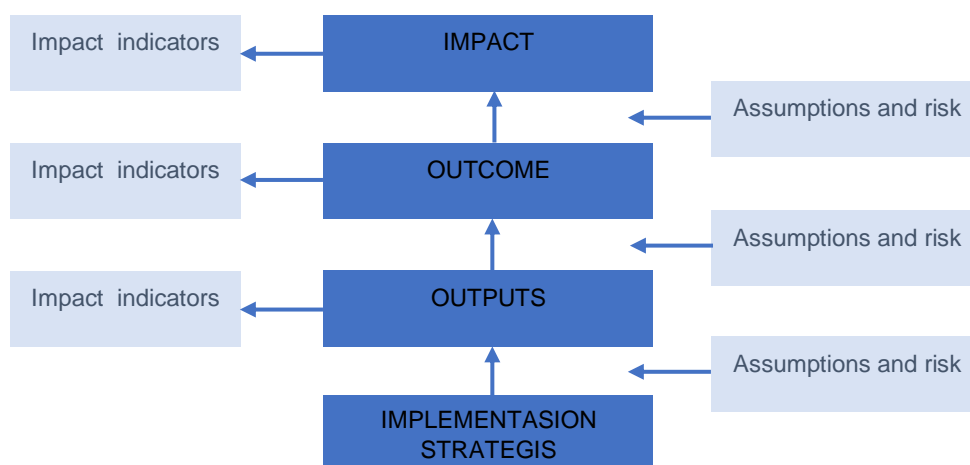 Impact indicators
IMPACT
Assumptions and risk
Impact indicators
OUTCOME
Assumptions and risk
Impact indicators
OUTPUTS
Assumptions and risk
IMPLEMENTASION
STRATEGIS